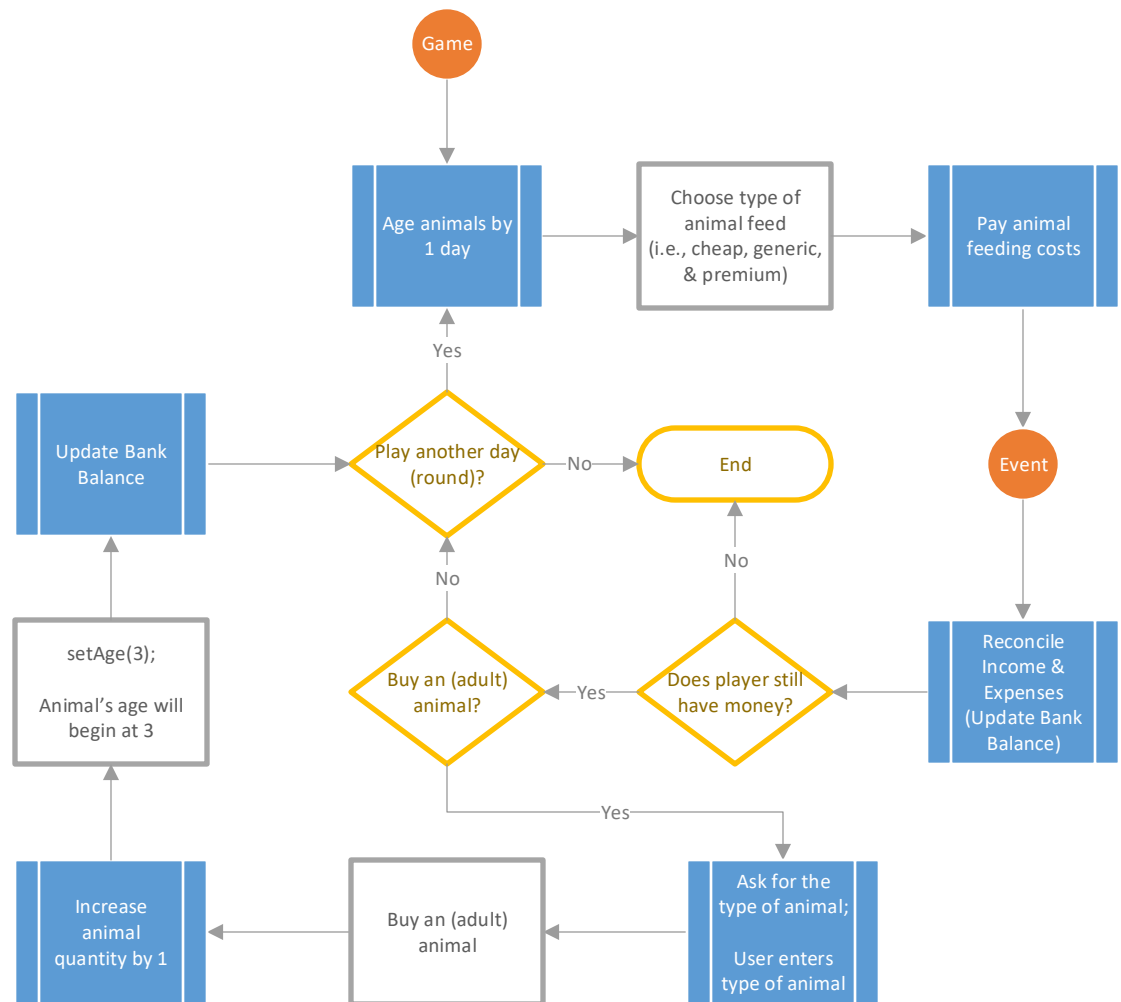 Game
Age animals by
1 day
Choose type of
animal feed
(i.e., cheap, generic,
& premium)
Pay animal
feeding costs
Yes
Update Bank
Balance
Play another day
(round)?
No
End
Event
No
No
setAge(3);
Animal’s age will
begin at 3
Buy an (adult)
animal?
Yes
Does player still
have money?
Reconcile
Income &
Expenses
(Update Bank
Balance)
Yes
Increase
animal
quantity by 1
Buy an (adult)
animal
Ask for the
type of animal;
User enters
type of animal